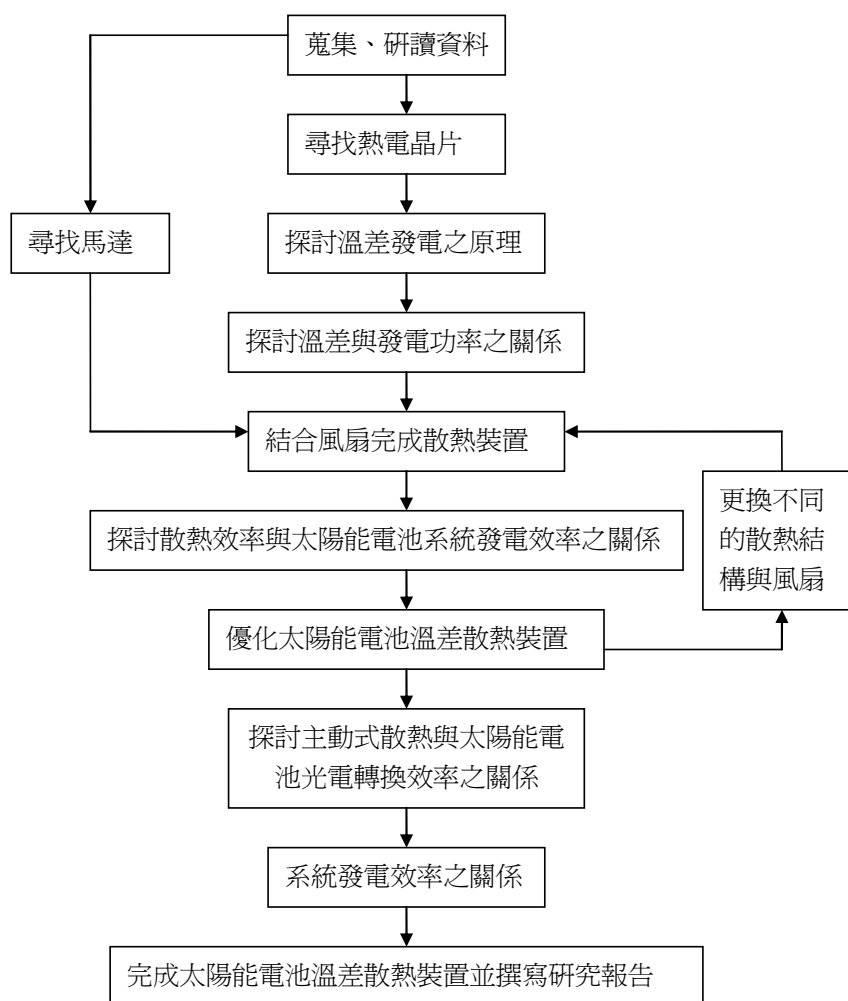 蒐集、研讀資料
尋找熱電晶片
尋找馬達
探討溫差發電之原理
探討溫差與發電功率之關係
結合風扇完成散熱裝置
更換不同
的散熱結
構與風扇
探討散熱效率與太陽能電池系統發電效率之關係
優化太陽能電池溫差散熱裝置
探討主動式散熱與太陽能電
池光電轉換效率之關係
系統發電效率之關係
完成太陽能電池溫差散熱裝置並撰寫研究報告